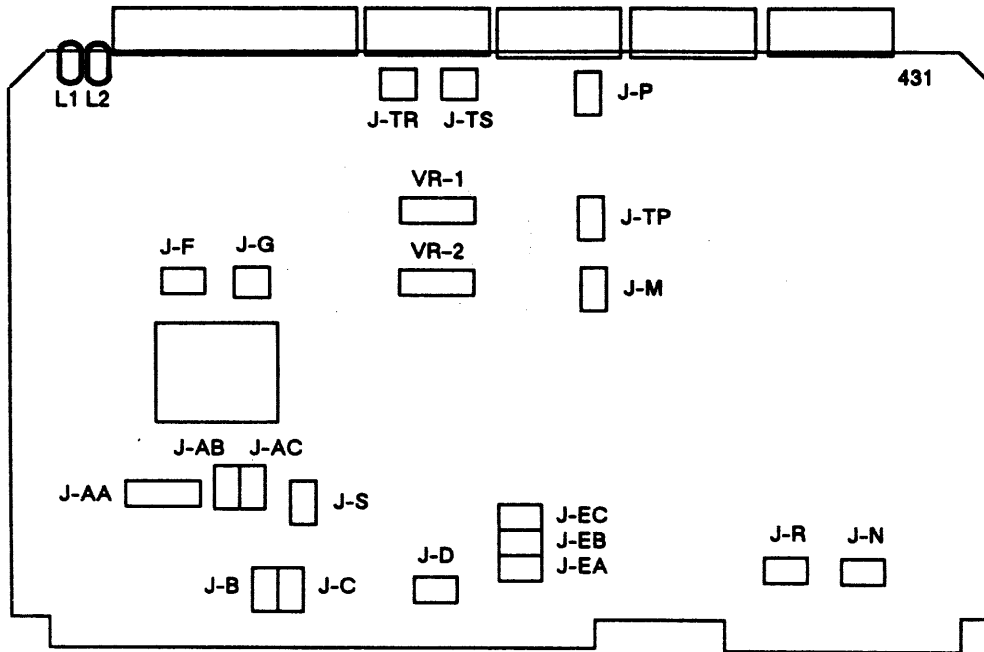 431
L1 L2
J-P
J-TR J-TS
VR-1
J-TP
J-F J-G
VR-2
J-M
J-AB J-AC
J-AA
J-S
J-EC
J-EB
J-EA
J-R J-N
J-D
J-B J-C